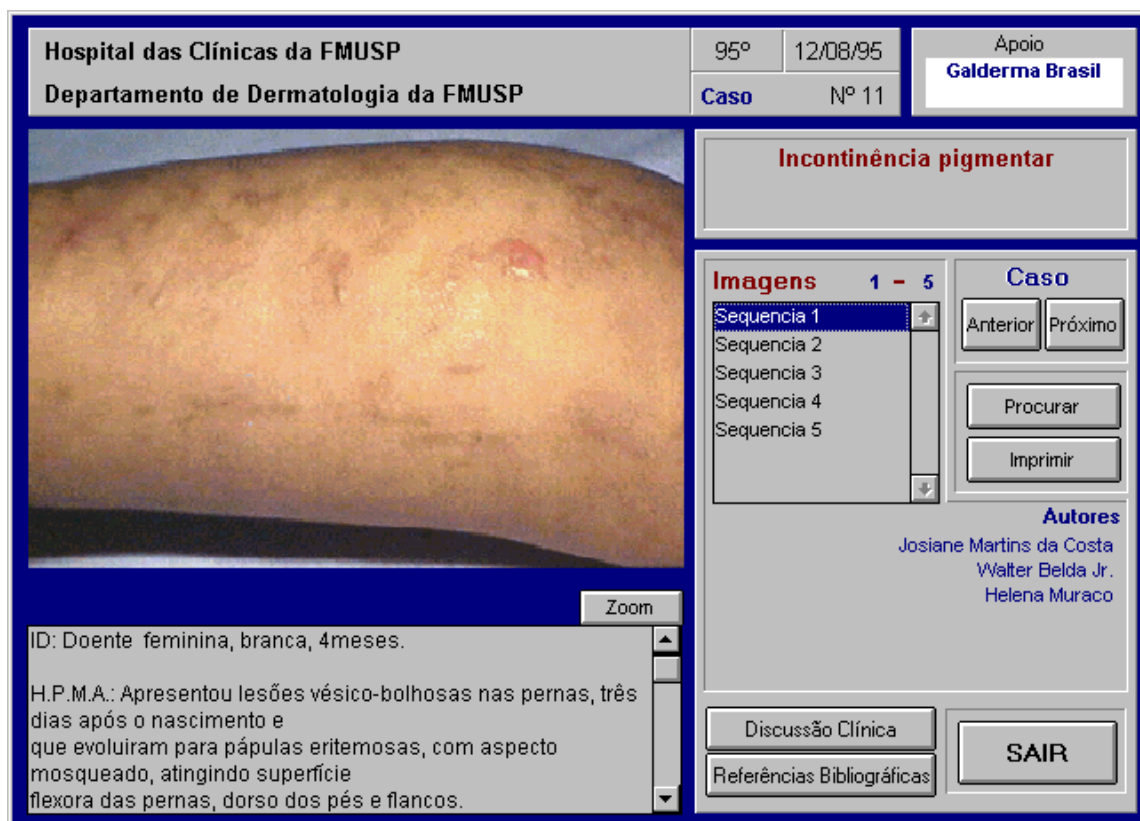 Hospital das Clínicas da FMUSP
Departamento de Dermatologia da FMUSP
95º
12/08/95
Caso
Nº 11
Apoio
Galderma Brasil
Incontinência pigmentar
Imagens 1 - 5
Sequencia 1
Sequencia 2
Sequencia 3
Sequencia 4
Sequencia 5
Caso
Anterior
Próximo
Procurar
Imprimir
Autores
Josiane Martins da Costa
Walter Belda Jr.
Helena Muraco
Zoom
ID: Doente feminina, branca, 4meses.
H.P.M.A.: Apresentou lesões vésico-bolhosas nas pernas, três
dias após o nascimento e
que evoluiram para pápulas eritemosas, com aspecto
mosqueado, atingindo superfície
flexora das pernas, dorso dos pés e flancos.
Discussão Clínica
Referências Bibliográficas
SAIR